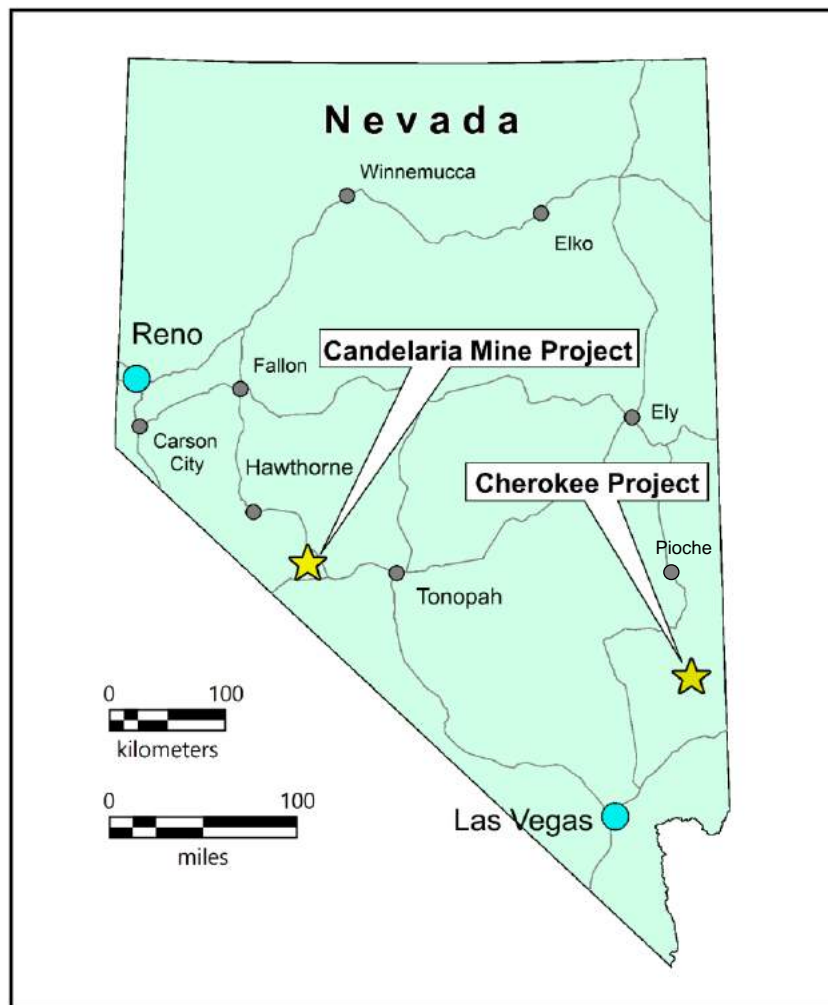 Nevada
Winnemucca
Elko
Reno
Candelaria Mine Project
Fallon
Ely
Carson
City
Hawthorne
Cherokee Project
Pioche
Tonopah
0 100
kilometers
0 100
miles
Las Vegas